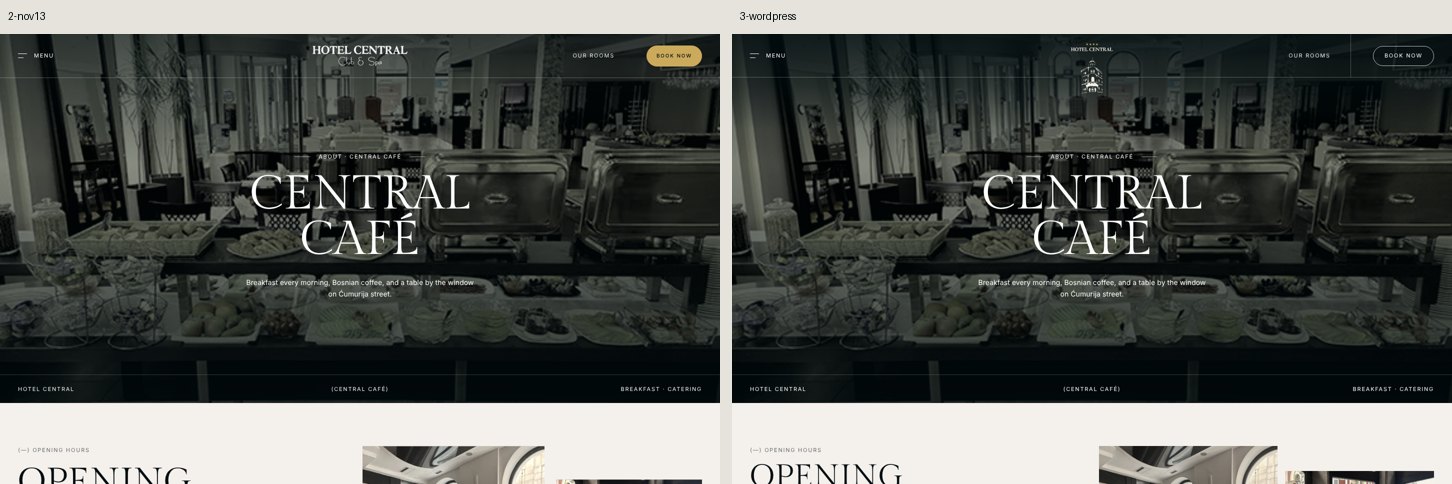 2-nov13
MENU
HOTEL CENTRAL
Club & Spa
OUR ROOMS
BOOK NOW
ABOUT · CENTRAL CAFÉ
CENTRAL
CAFÉ
Breakfast every morning, Bosnian coffee, and a table by the window
on Ćumurija street.
HOTEL CENTRAL
(CENTRAL CAFÉ)
BREAKFAST · CATERING
(—) OPENING HOURS
OPENING
3-wordpress
MENU
HOTEL CENTRAL
OUR ROOMS
BOOK NOW
ABOUT · CENTRAL CAFÉ
CENTRAL
CAFÉ
Breakfast every morning, Bosnian coffee, and a table by the window
on Ćumurija street.
HOTEL CENTRAL
(CENTRAL CAFÉ)
BREAKFAST · CATERING
(—) OPENING HOURS
OPENING